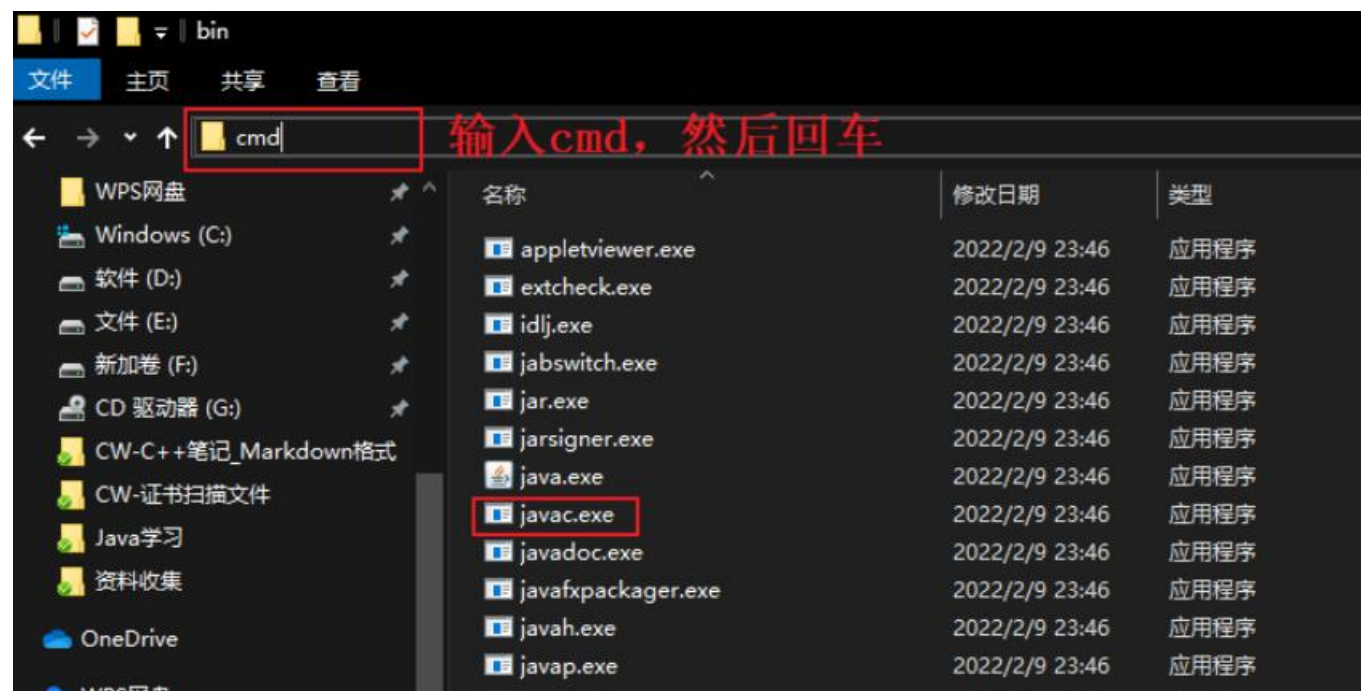 bin
文件 主页 共享 查看
cmd 输入cmd，然后回车
名称 修改日期 类型
WPS网盘
Windows (C:)
软件 (D:)
文件 (E:)
新加卷 (F:)
CD 驱动器 (G:)
CW-C++笔记_Markdown格式
CW-证书扫描文件
Java学习
资料收集
OneDrive
WPS网盘
appletviewer.exe 2022/2/9 23:46 应用程序
extcheck.exe 2022/2/9 23:46 应用程序
idlj.exe 2022/2/9 23:46 应用程序
jabswitch.exe 2022/2/9 23:46 应用程序
jar.exe 2022/2/9 23:46 应用程序
jarsigner.exe 2022/2/9 23:46 应用程序
java.exe 2022/2/9 23:46 应用程序
javac.exe 2022/2/9 23:46 应用程序
javadoc.exe 2022/2/9 23:46 应用程序
javafxpackager.exe 2022/2/9 23:46 应用程序
javah.exe 2022/2/9 23:46 应用程序
javap.exe 2022/2/9 23:46 应用程序